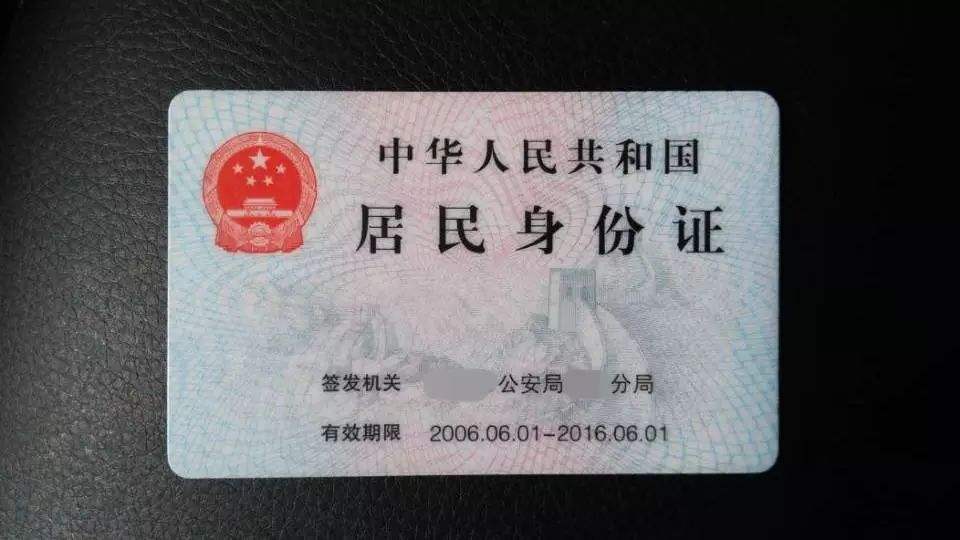 中华人民共和国
居民身份证
签发机关 公安局 分局
有效期限 2006.06.01-2016.06.01